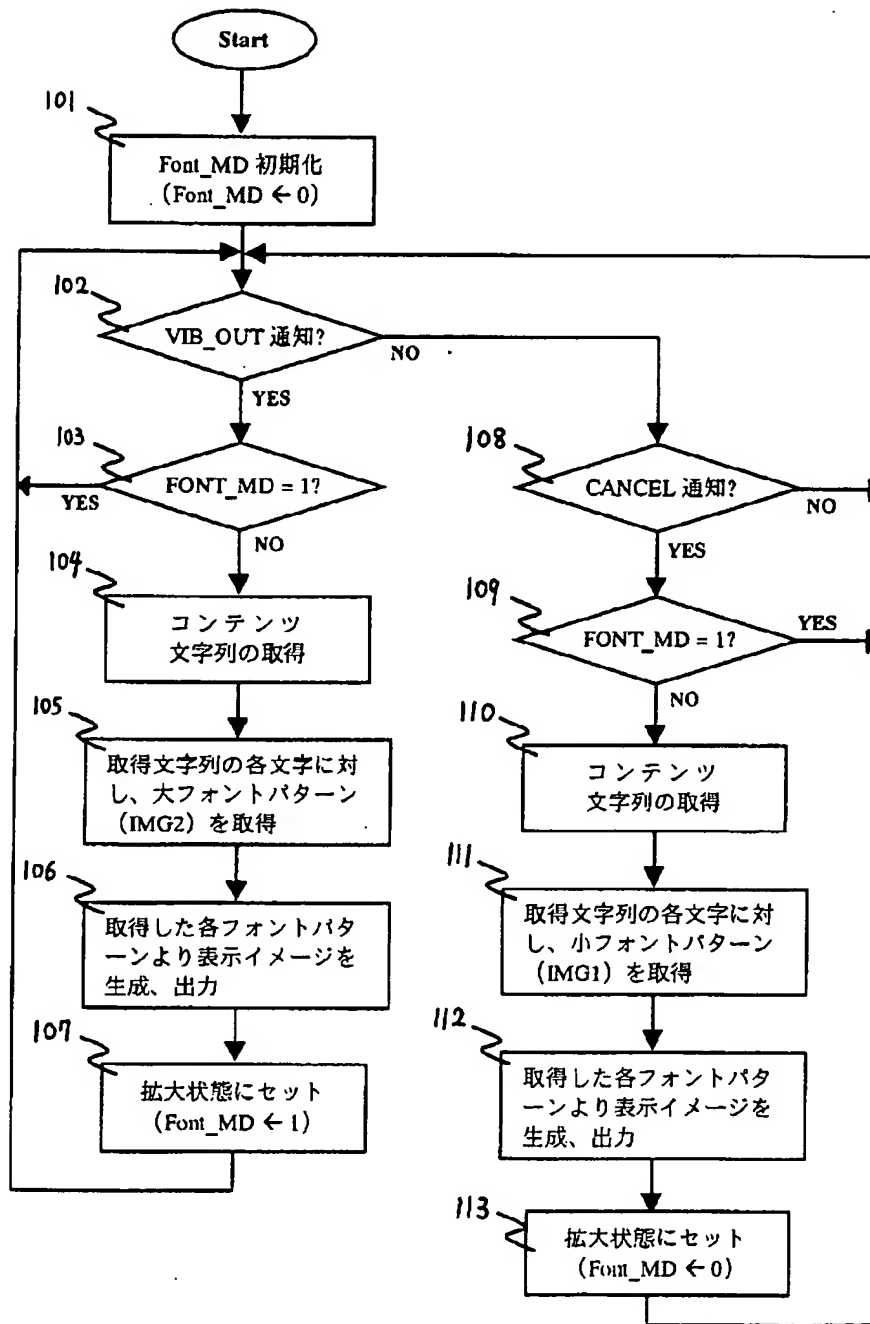 Start
101
Font_MD 初期化
(Font_MD ← 0)
102
VIB_OUT 通知?
NO
YES
103
FONT_MD = 1?
YES
NO
104
コンテンツ
文字列の取得
105
取得文字列の各文字に対
し、大フォントパターン
(IMG2) を取得
106
取得した各フォントパタ
ーンより表示イメージを
生成、出力
107
拡大状態にセット
(Font_MD ← 1)
108
CANCEL 通知?
NO
YES
109
FONT_MD = 1?
YES
NO
110
コンテンツ
文字列の取得
111
取得文字列の各文字に対
し、小フォントパターン
(IMG1) を取得
112
取得した各フォントパタ
ーンより表示イメージを
生成、出力
113
拡大状態にセット
(Font_MD ← 0)